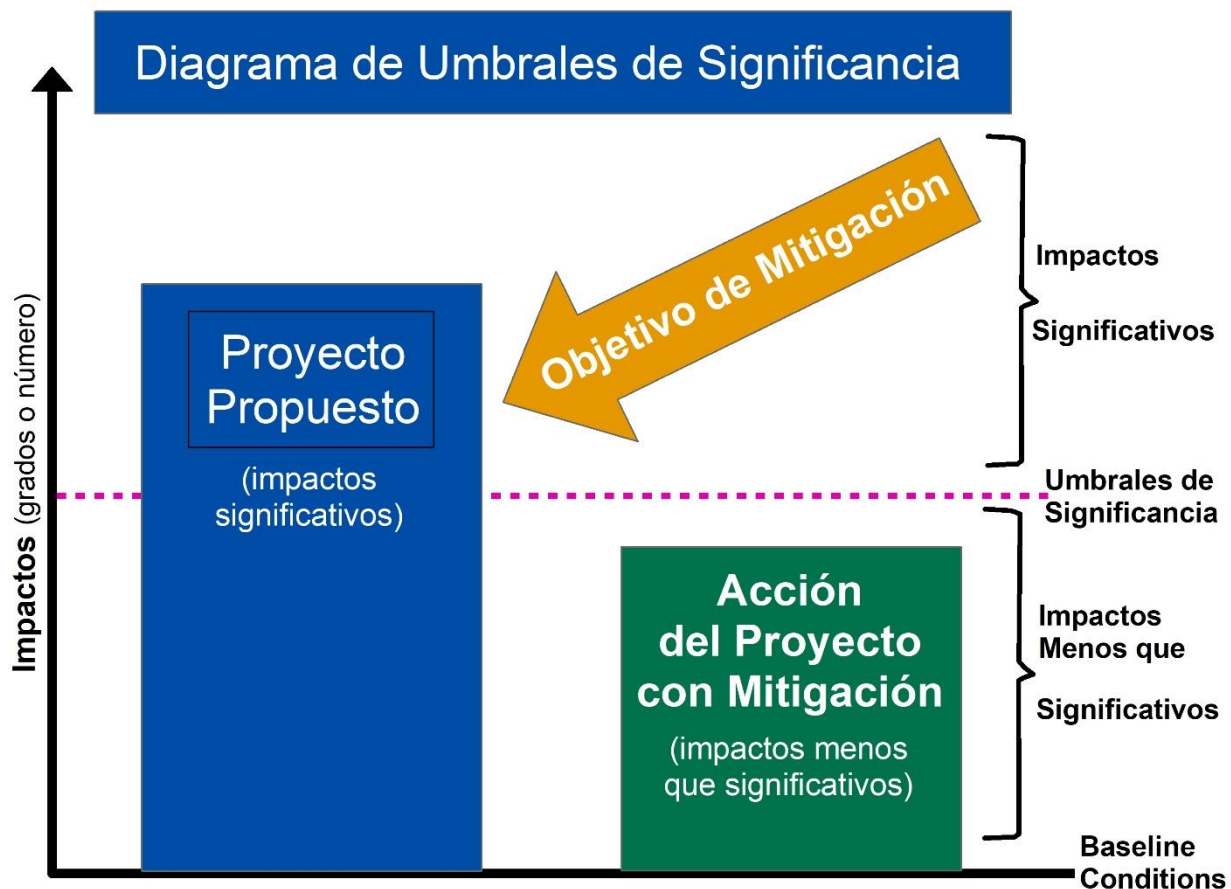 Diagrama de Umbrales de Significancia
Impactos (grados o número)
Proyecto
Propuesto
(impactos
significativos)
Objetivo de Mitigación
Acción
del Proyecto
con Mitigación
(impactos menos
que significativos)
Impactos
Significativos
Umbrales de
Significancia
Impactos
Menos que
Significativos
Baseline
Conditions